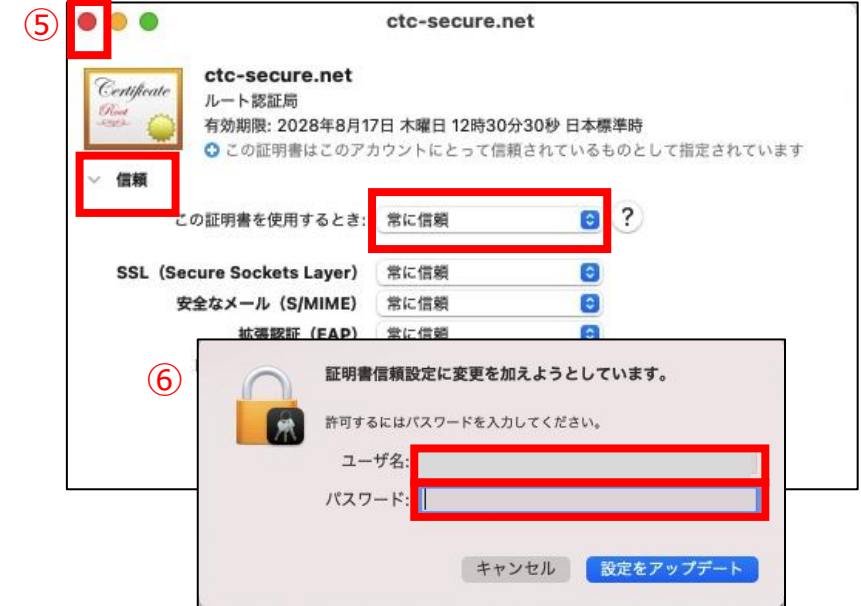 ⑤
ctc-secure.net
Certificate
Root
ctc-secure.net
ルート認証局
有効期限: 2028年8月17日 木曜日 12時30分30秒 日本標準時
この証明書はこのアカウントにとって信頼されているものとして指定されています
信頼
この証明書を使用するとき: 常に信頼 ?
SSL（Secure Sockets Layer） 常に信頼
安全なメール（S/MIME） 常に信頼
拡張認証（EAP） 常に信頼
⑥
証明書信頼設定に変更を加えようとしています。
許可するにはパスワードを入力してください。
ユーザ名:
パスワード:
キャンセル 設定をアップデート